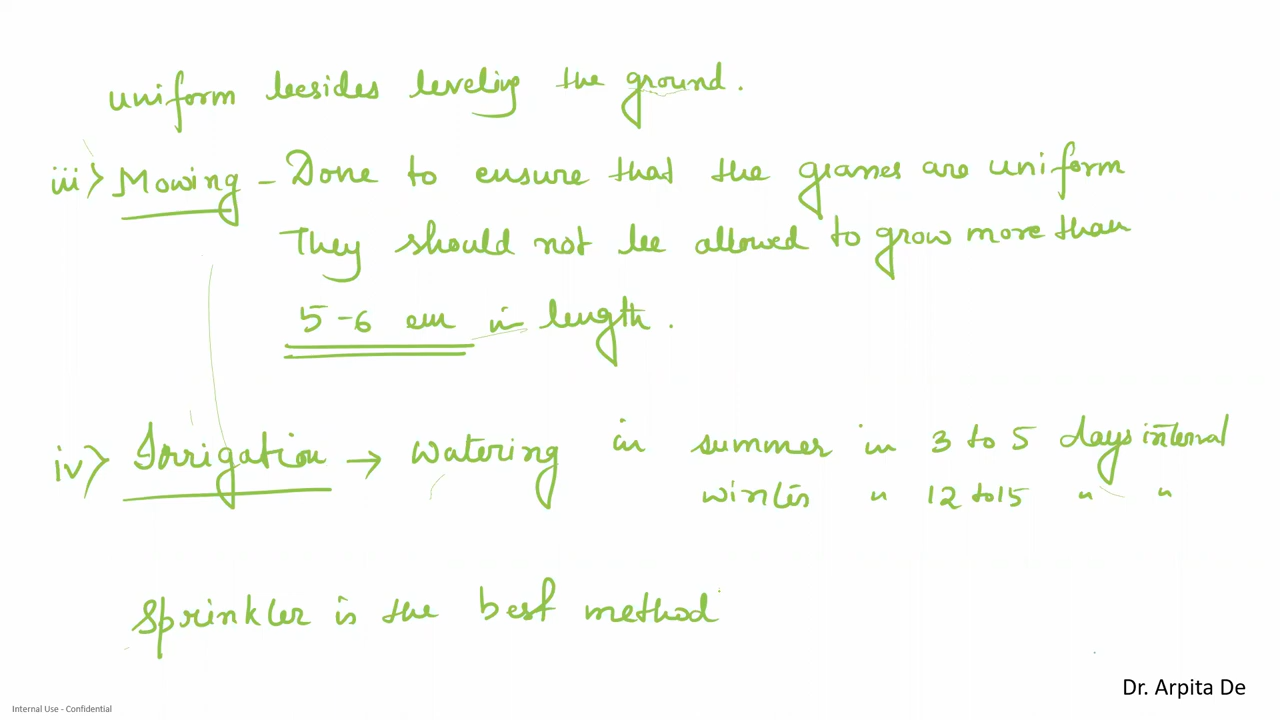 uniform besides leveling the ground.
iii> Mowing - Done to ensure that the grasses are uniform
They should not be allowed to grow more than
5-6 cm in length.
iv> Irrigation → Watering in summer in 3 to 5 days interval
winter " 12 to 15 " "
Sprinkler is the best method
Dr. Arpita De
Internal Use - Confidential